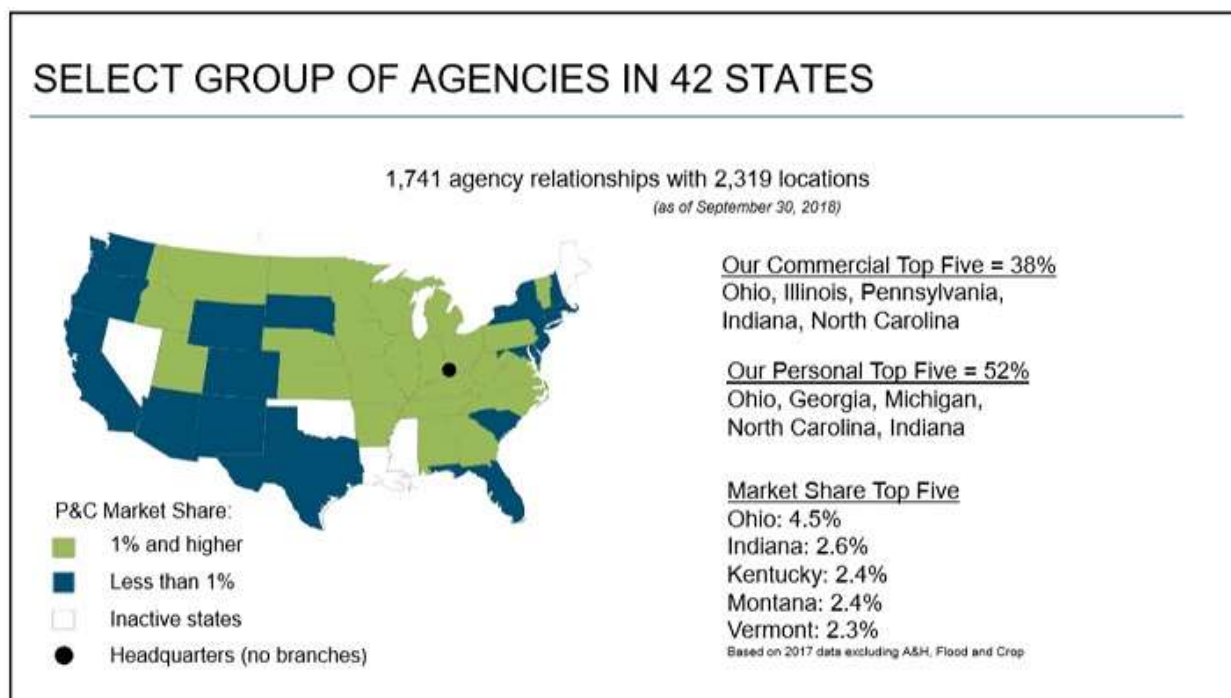 SELECT GROUP OF AGENCIES IN 42 STATES
1,741 agency relationships with 2,319 locations
(as of September 30, 2018)
Our Commercial Top Five = 38%
Ohio, Illinois, Pennsylvania,
Indiana, North Carolina
Our Personal Top Five = 52%
Ohio, Georgia, Michigan,
North Carolina, Indiana
Market Share Top Five
Ohio: 4.5%
Indiana: 2.6%
Kentucky: 2.4%
Montana: 2.4%
Vermont: 2.3%
Based on 2017 data excluding A&H, Flood and Crop
P&C Market Share:
1% and higher
Less than 1%
Inactive states
Headquarters (no branches)